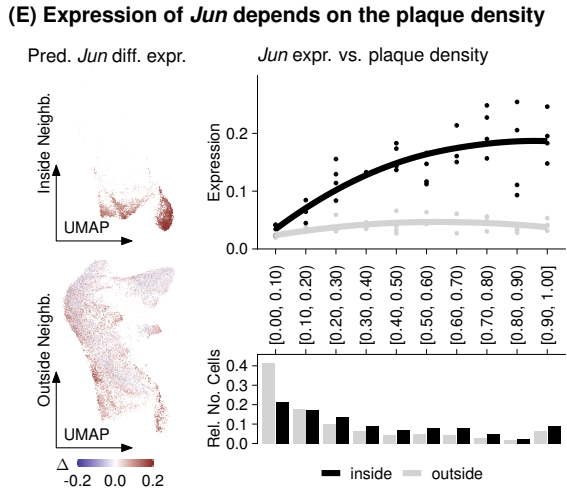 (E) Expression of Jun depends on the plaque density
Pred. Jun diff. expr.
Inside Neighb.
UMAP
Outside Neighb.
UMAP
Δ
-0.2 0.0 0.2
Jun expr. vs. plaque density
Expression
0.2
0.1
0.0
[0.00, 0.10)
[0.10, 0.20)
[0.20, 0.30)
[0.30, 0.40)
[0.40, 0.50)
[0.50, 0.60)
[0.60, 0.70)
[0.70, 0.80)
[0.80, 0.90)
[0.90, 1.00]
Rel. No. Cells
0.4
0.3
0.2
0.1
0.0
inside outside